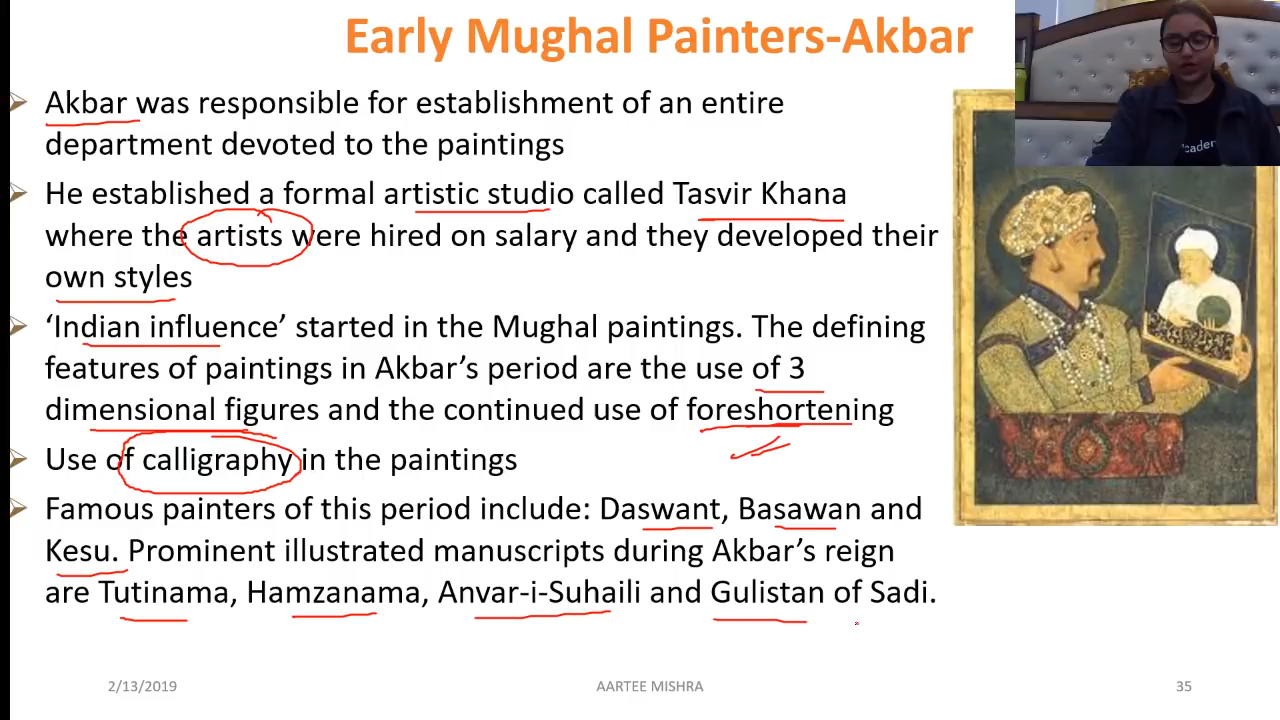 Early Mughal Painters-Akbar
Akbar was responsible for establishment of an entire
department devoted to the paintings
He established a formal artistic studio called Tasvir Khana
where the artists were hired on salary and they developed their
own styles
‘Indian influence’ started in the Mughal paintings. The defining
features of paintings in Akbar’s period are the use of 3
dimensional figures and the continued use of foreshortening
Use of calligraphy in the paintings
Famous painters of this period include: Daswant, Basawan and
Kesu. Prominent illustrated manuscripts during Akbar’s reign
are Tutinama, Hamzanama, Anvar-i-Suhaili and Gulistan of Sadi.
2/13/2019
AARTEE MISHRA
35